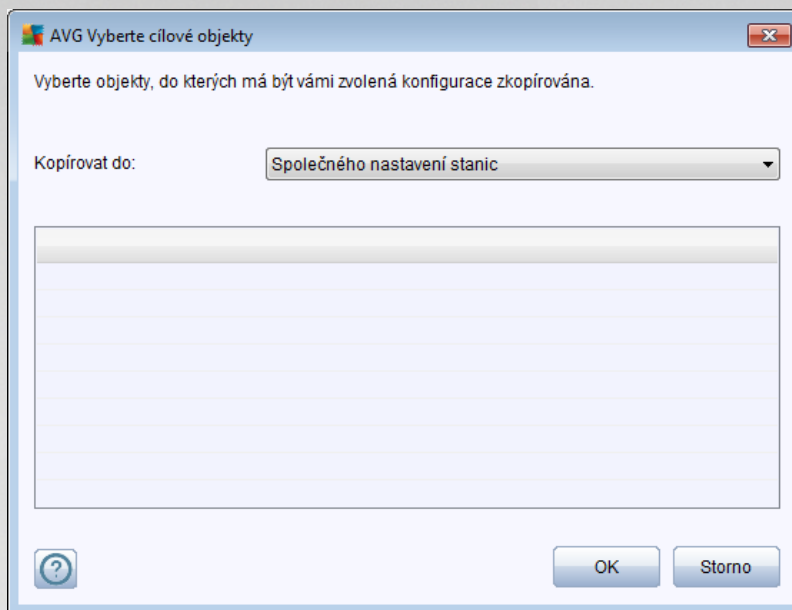 AVG Vyberte cílové objekty
Vyberte objekty, do kterých má být vámi zvolená konfigurace zkopírována.
Kopírovat do: Společného nastavení stanic
?
OK Storno